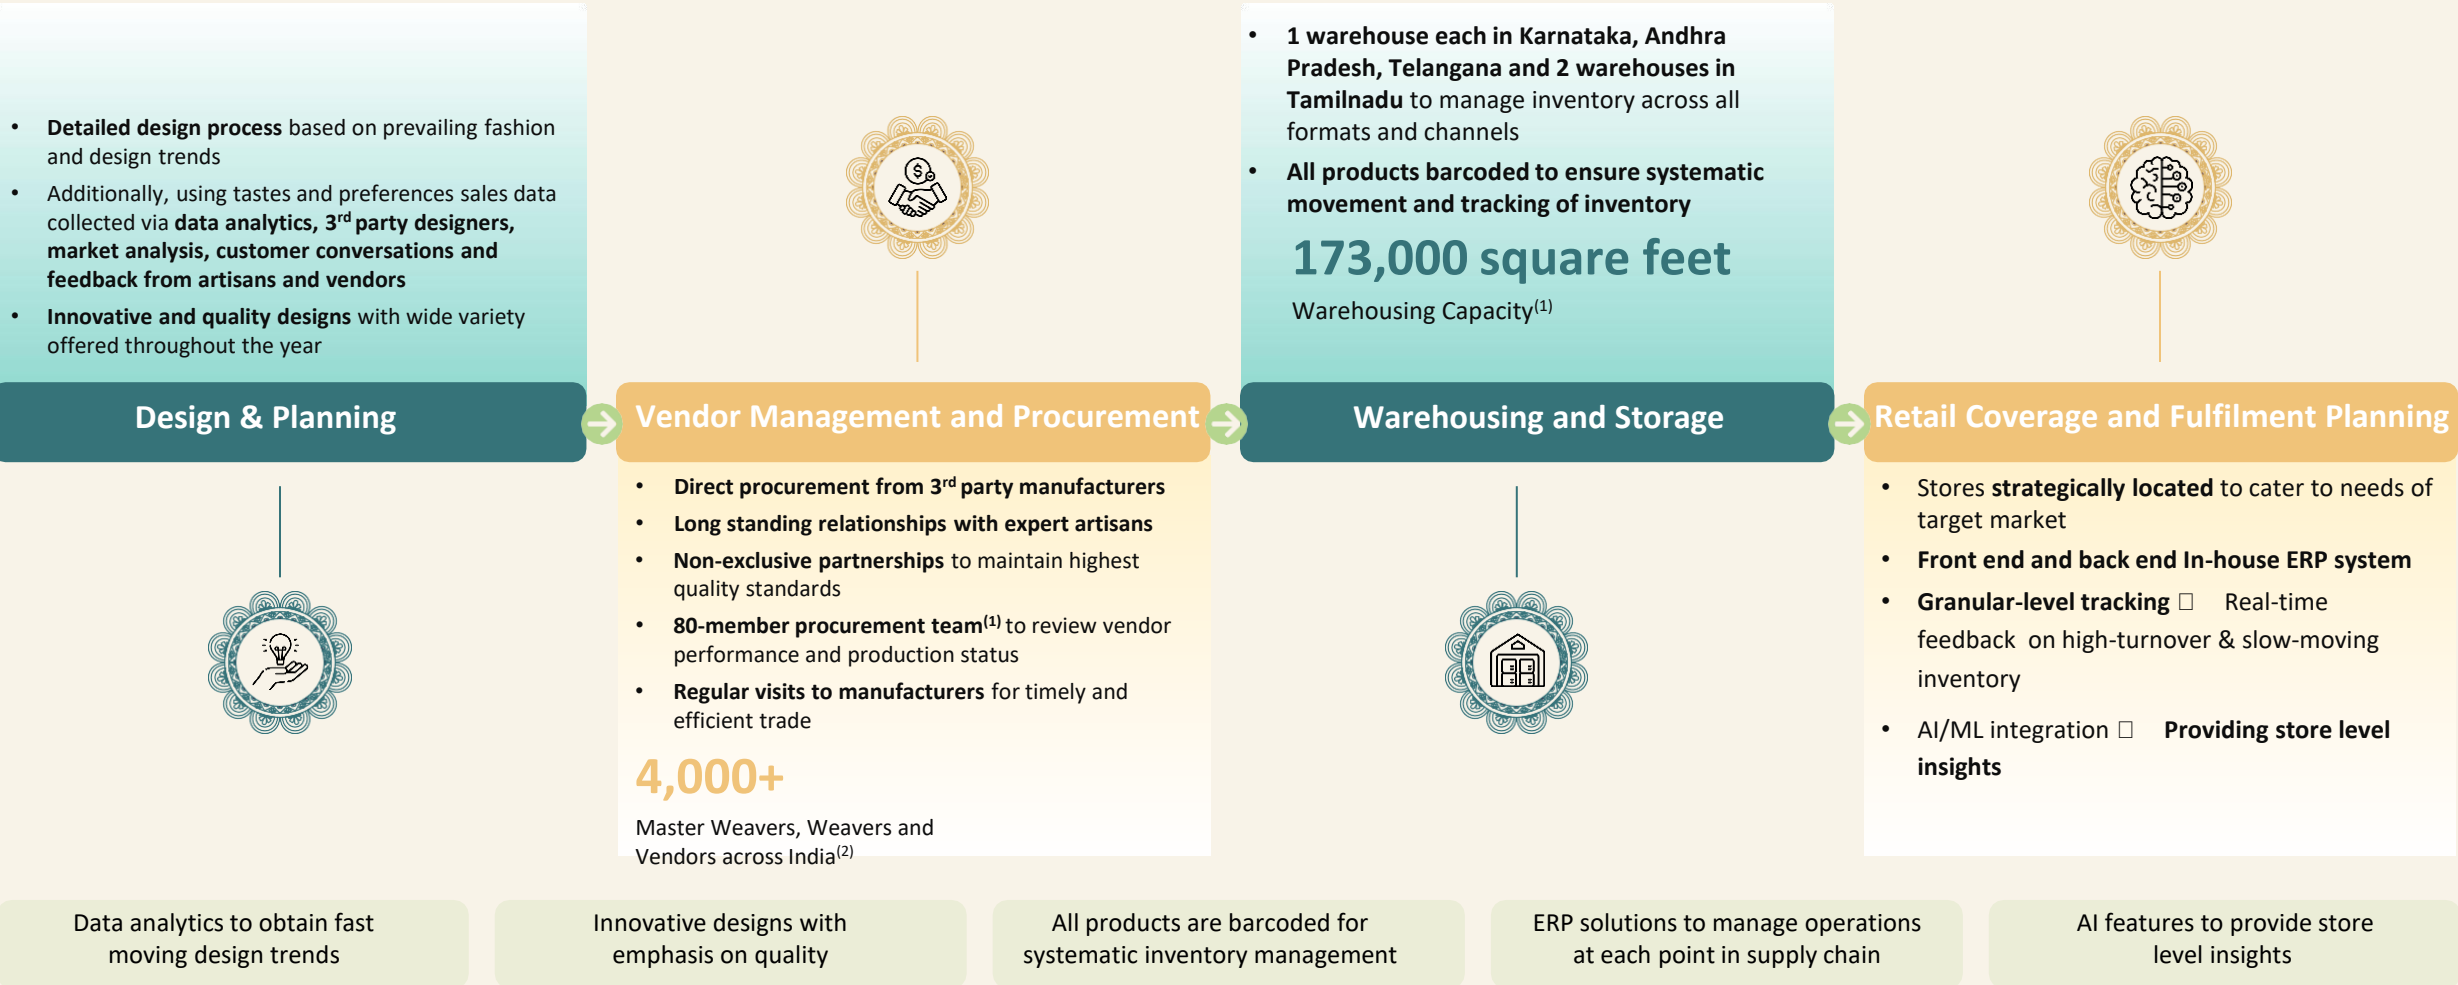 • Detailed design process based on prevailing fashion
and design trends
• Additionally, using tastes and preferences sales data
collected via data analytics, 3rd party designers,
market analysis, customer conversations and
feedback from artisans and vendors
• Innovative and quality designs with wide variety
offered throughout the year
Design & Planning
Vendor Management and Procurement
• Direct procurement from 3rd party manufacturers
• Long standing relationships with expert artisans
• Non-exclusive partnerships to maintain highest
quality standards
• 80-member procurement team(1) to review vendor
performance and production status
• Regular visits to manufacturers for timely and
efficient trade
4,000+
Master Weavers, Weavers and
Vendors across India(2)
• 1 warehouse each in Karnataka, Andhra
Pradesh, Telangana and 2 warehouses in
Tamilnadu to manage inventory across all
formats and channels
• All products barcoded to ensure systematic
movement and tracking of inventory
173,000 square feet
Warehousing Capacity(1)
Warehousing and Storage
Retail Coverage and Fulfilment Planning
• Stores strategically located to cater to needs of
target market
• Front end and back end In-house ERP system
• Granular-level tracking □ Real-time
feedback on high-turnover & slow-moving
inventory
• AI/ML integration □ Providing store level
insights
Data analytics to obtain fast
moving design trends
Innovative designs with
emphasis on quality
All products are barcoded for
systematic inventory management
ERP solutions to manage operations
at each point in supply chain
AI features to provide store
level insights